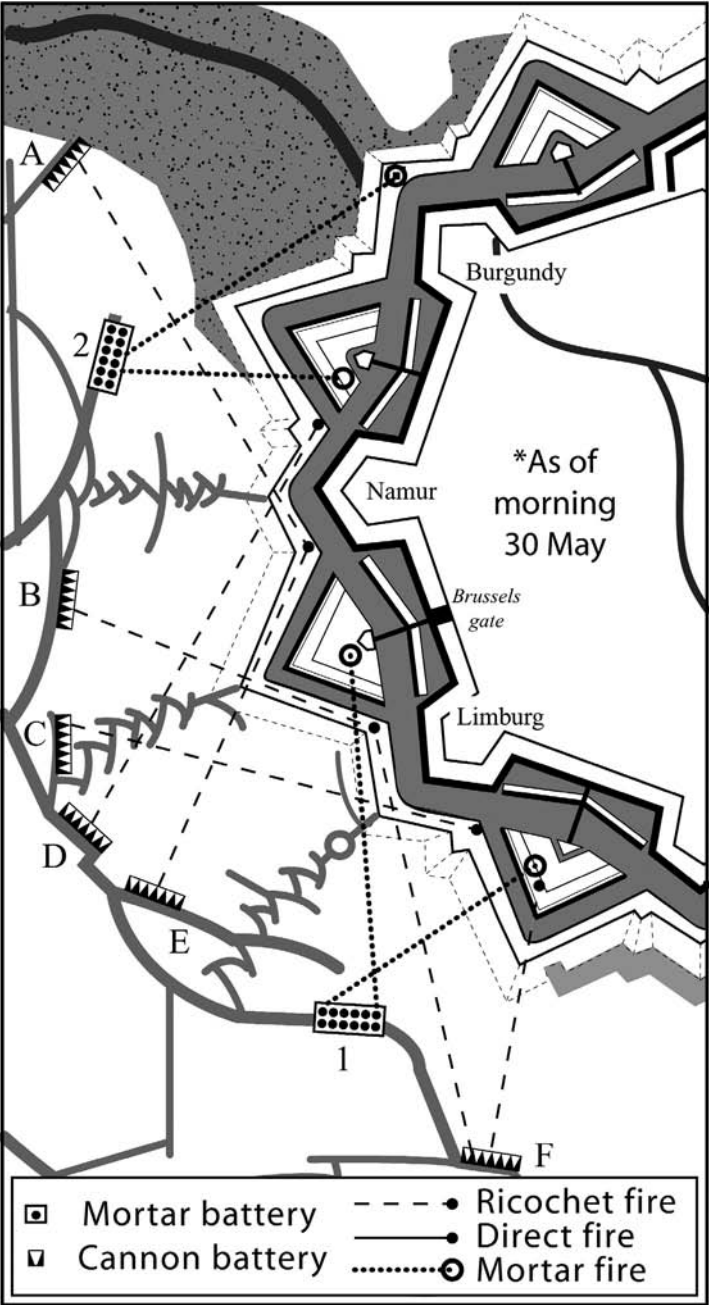 A
Burgundy
2
*As of
morning
30 May
Namur
B
Brussels
gate
C
Limburg
D
E
1
F
Mortar battery
Cannon battery
Ricochet fire
Direct fire
Mortar fire